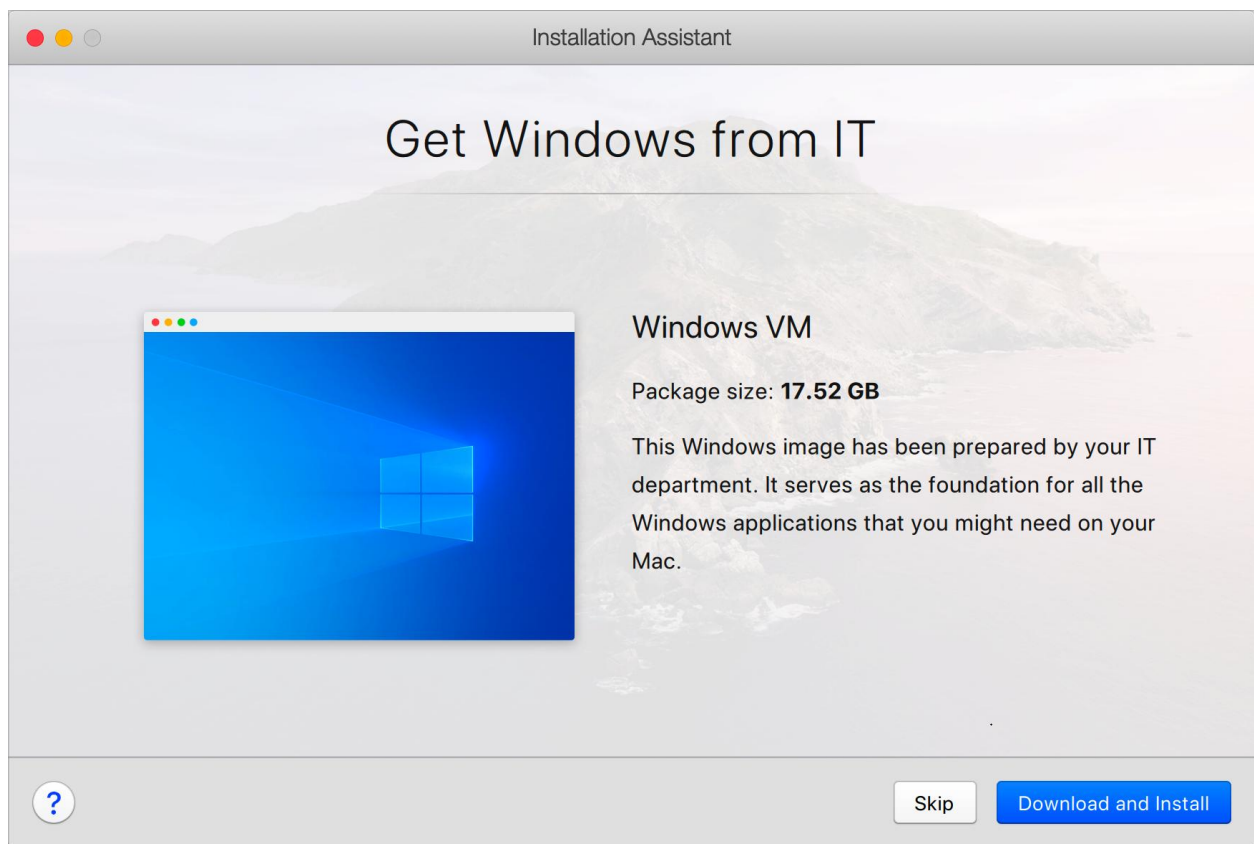 Installation Assistant
Get Windows from IT
Windows VM
Package size: 17.52 GB
This Windows image has been prepared by your IT
department. It serves as the foundation for all the
Windows applications that you might need on your
Mac.
?
Skip
Download and Install